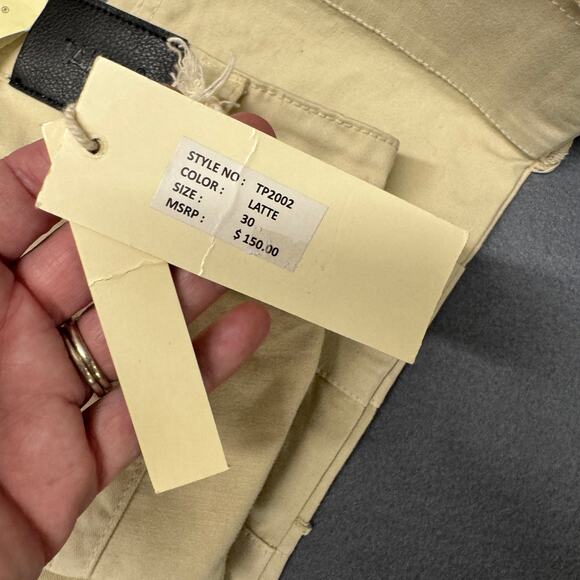 STYLE NO : TP2002
COLOR : LATTE
SIZE : 30
MSRP : $ 150.00
®